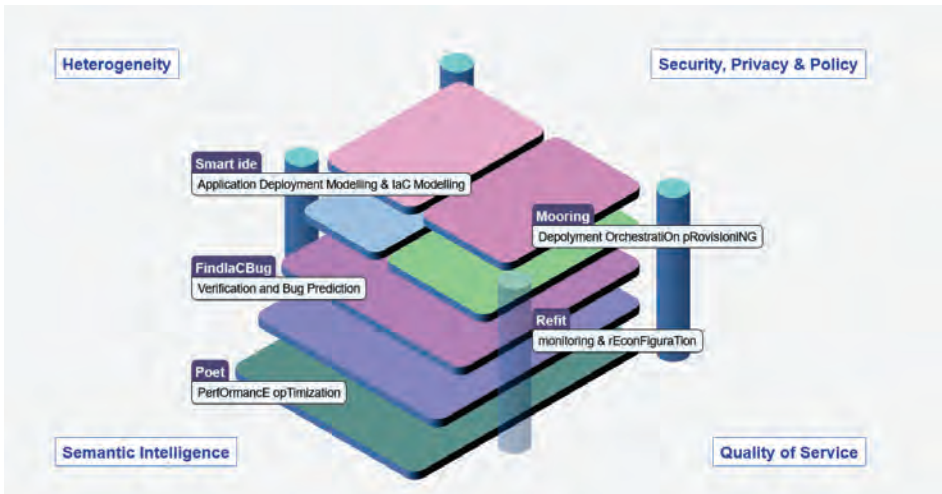 Heterogeneity
Security, Privacy & Policy
Smart ide
Application Deployment Modelling & IaC Modelling
Mooring
Depolyment OrchestratiOn pRovisionING
FindIaCBug
Verification and Bug Prediction
Refit
monitoring & rEconFiguraTion
Poet
PerfOrmancE opTimization
Semantic Intelligence
Quality of Service